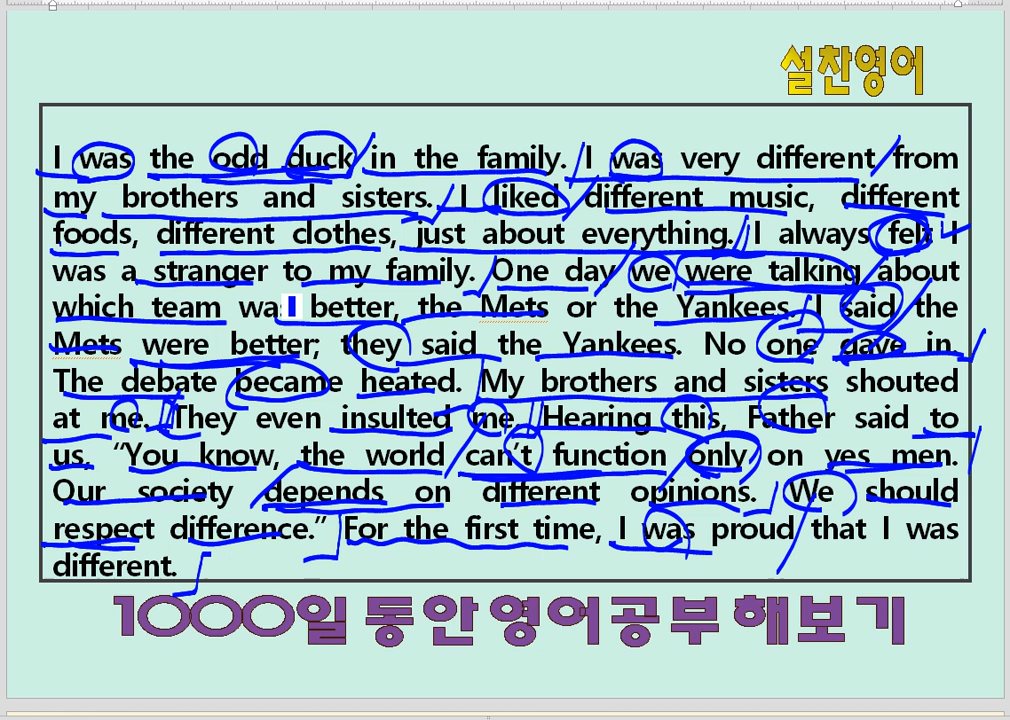 설찬영어
I was the odd duck in the family. I was very different from
my brothers and sisters. I liked different music, different
foods, different clothes, just about everything. I always felt I
was a stranger to my family. One day we were talking about
which team was better, the Mets or the Yankees. I said the
Mets were better; they said the Yankees. No one gave in.
The debate became heated. My brothers and sisters shouted
at me. They even insulted me. Hearing this, Father said to
us, “You know, the world can’t function only on yes men.
Our society depends on different opinions. We should
respect difference.” For the first time, I was proud that I was
different.
1000일 동안 영어공부 해보기